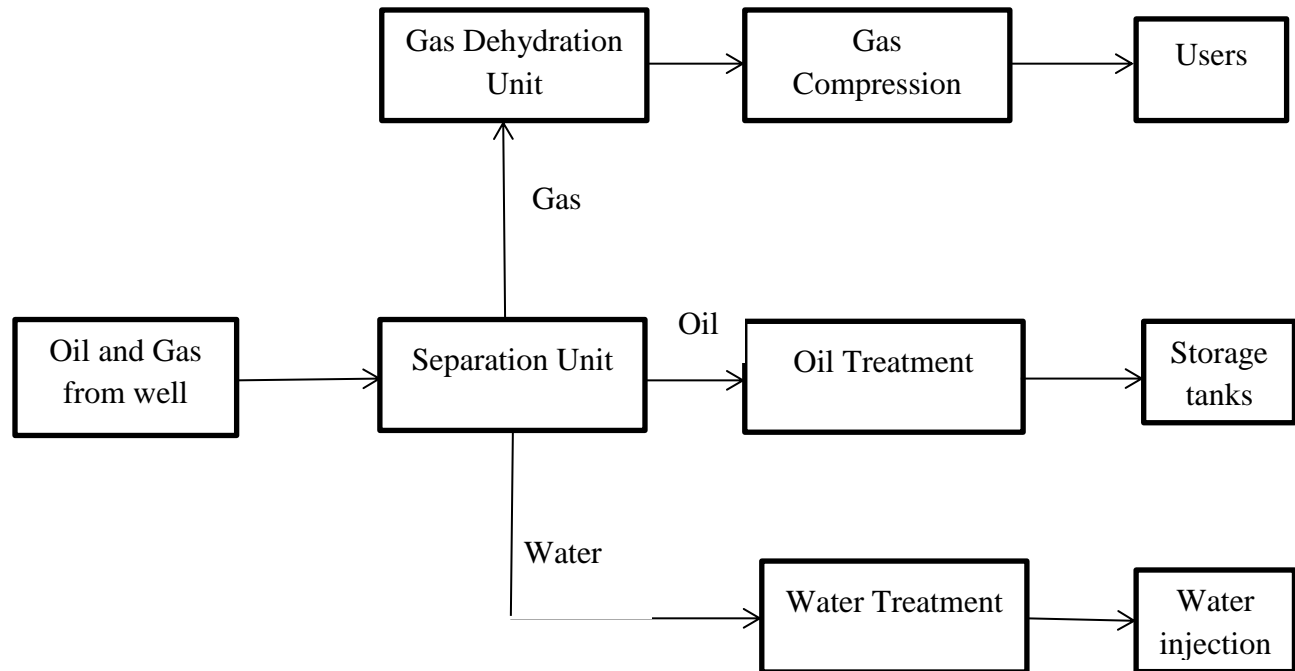 Gas Dehydration
Unit
Gas
Compression
Users
Gas
Oil and Gas
from well
Separation Unit
Oil
Oil Treatment
Storage
tanks
Water
Water Treatment
Water
injection